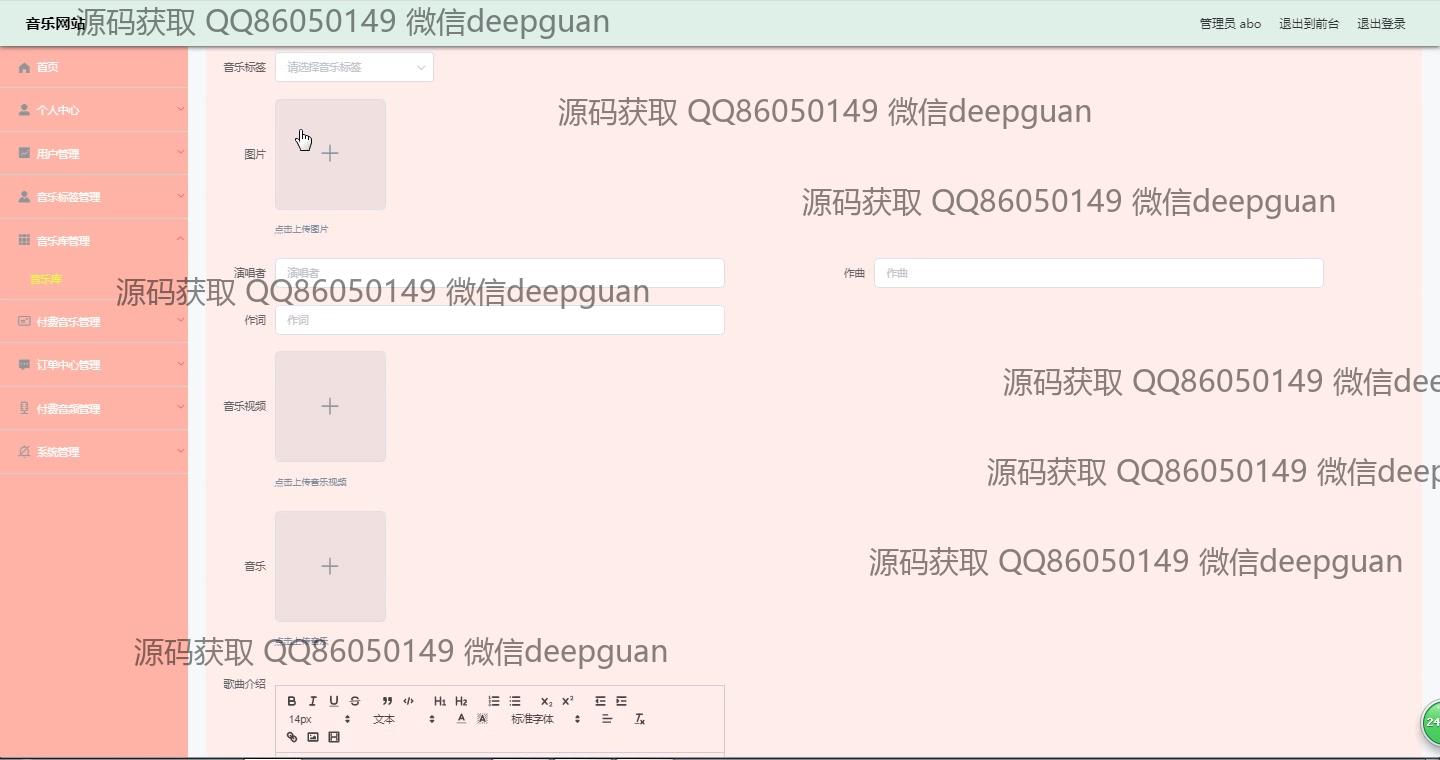 音乐网站
源码获取 QQ86050149 微信deepguan
管理员 abo
退出到前台
退出登录
首页
个人中心
用户管理
音乐标签管理
音乐库管理
音乐库
付费音乐管理
订单中心管理
付费音频管理
系统管理
音乐标签
请选择音乐标签
源码获取 QQ86050149 微信deepguan
图片
源码获取 QQ86050149 微信deepguan
点击上传图片
演唱者
演唱者
作曲
作曲
源码获取 QQ86050149 微信deepguan
作词
作词
源码获取 QQ86050149 微信dee
音乐视频
源码获取 QQ86050149 微信deep
点击上传音乐视频
源码获取 QQ86050149 微信deepguan
音乐
点击上传音乐
源码获取 QQ86050149 微信deepguan
歌曲介绍
B I U S H1 H2 X2 X2
14px 文本 A A 标准字体 Tx
24